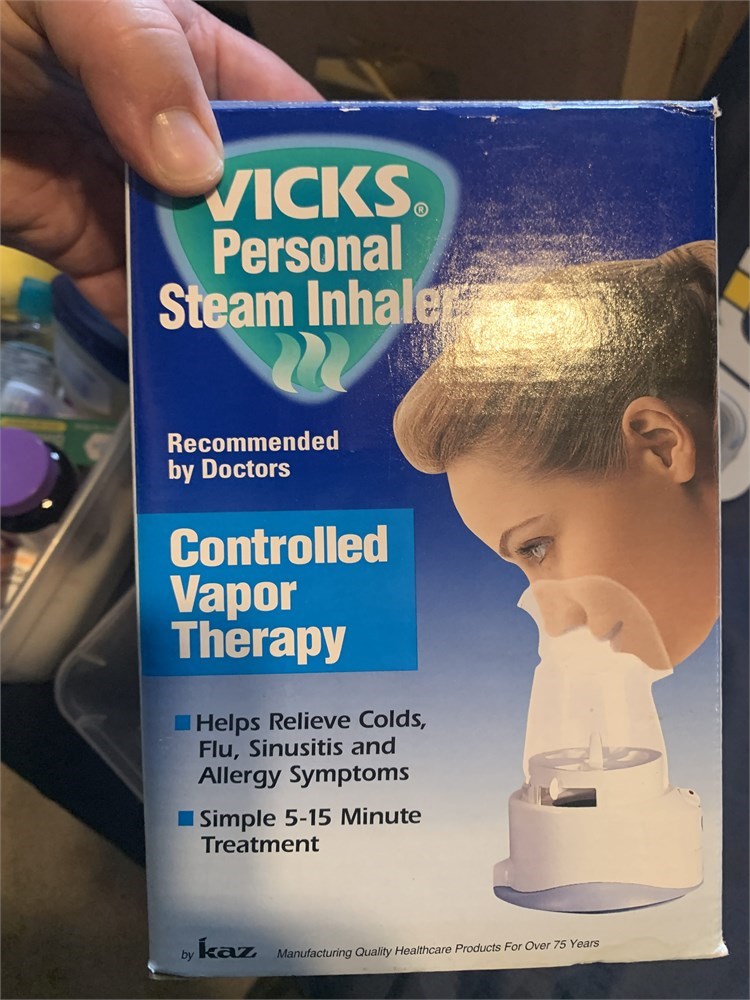 VICKS®
Personal
Steam Inhaler
Recommended
by Doctors
Controlled
Vapor
Therapy
Helps Relieve Colds,
Flu, Sinusitis and
Allergy Symptoms
Simple 5-15 Minute
Treatment
by kaz Manufacturing Quality Healthcare Products For Over 75 Years